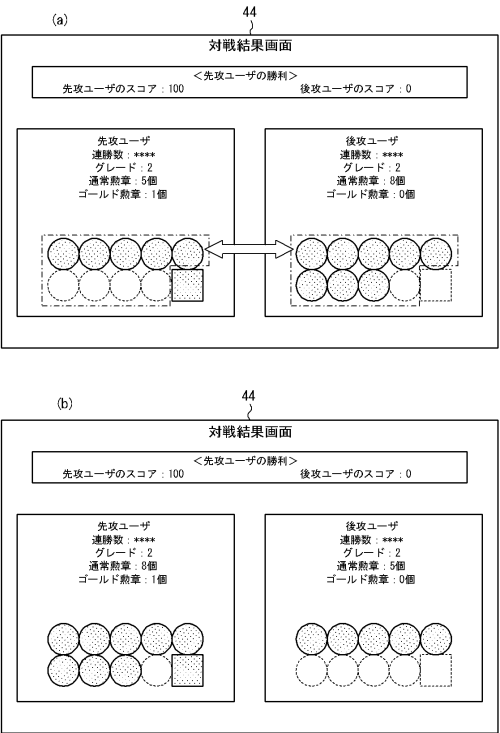 (a)
44
対戦結果画面
<先攻ユーザの勝利>
先攻ユーザのスコア:100 後攻ユーザのスコア:0
先攻ユーザ
連勝数:****
グレード:2
通常勲章:5個
ゴールド勲章:1個
後攻ユーザ
連勝数:****
グレード:2
通常勲章:8個
ゴールド勲章:0個
(b)
44
対戦結果画面
<先攻ユーザの勝利>
先攻ユーザのスコア:100 後攻ユーザのスコア:0
先攻ユーザ
連勝数:****
グレード:2
通常勲章:8個
ゴールド勲章:1個
後攻ユーザ
連勝数:****
グレード:2
通常勲章:5個
ゴールド勲章:0個